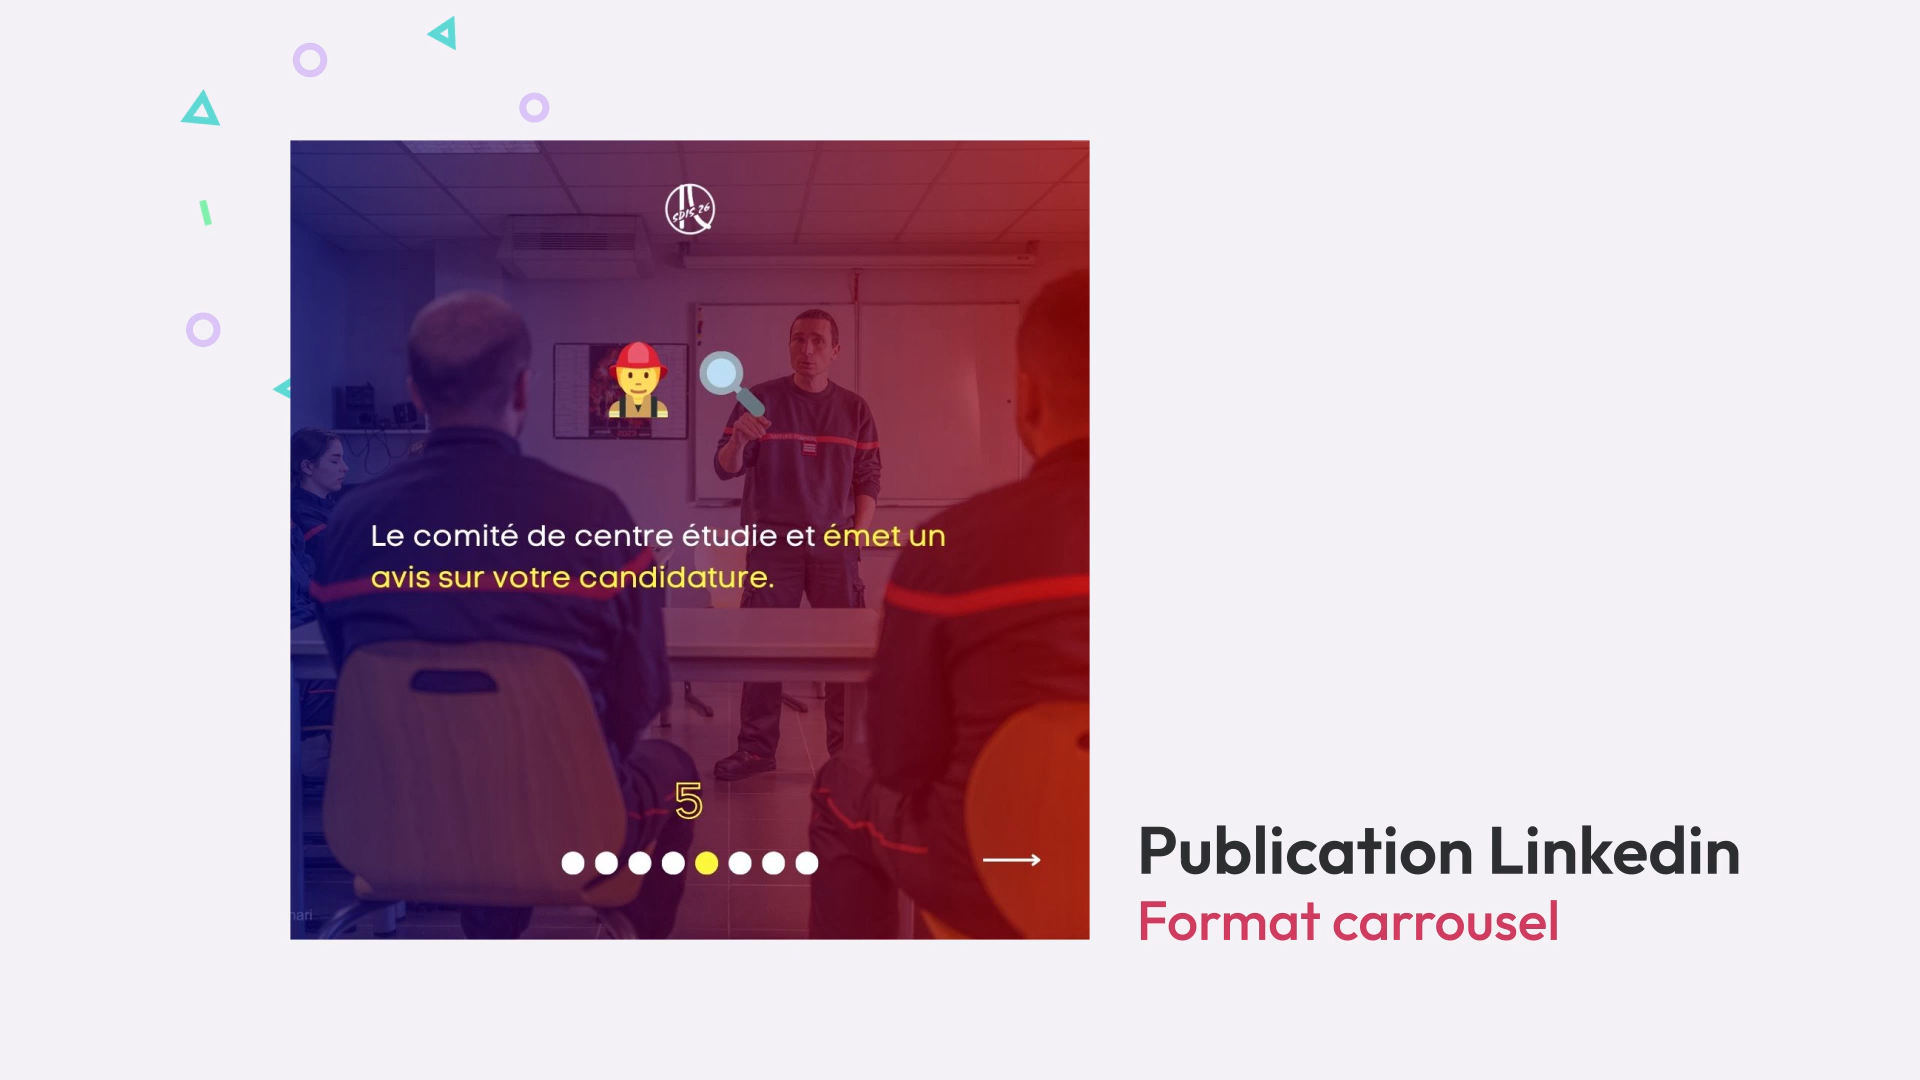 SDIS 26
Le comité de centre étudie et émet un
avis sur votre candidature.
5
Publication Linkedin
Format carrousel